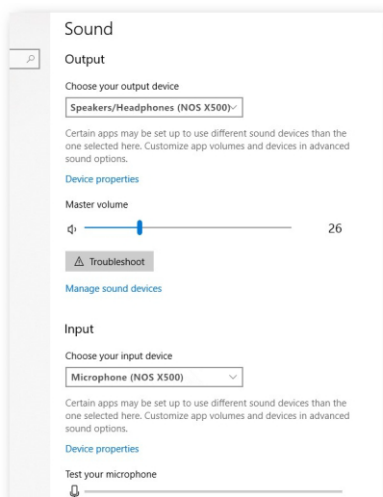 Sound
Output
Choose your output device
Speakers/Headphones (NOS X500)
Certain apps may be set up to use different sound devices than the
one selected here. Customize app volumes and devices in advanced
sound options.
Device properties
Master volume
26
Troubleshoot
Manage sound devices
Input
Choose your input device
Microphone (NOS X500)
Certain apps may be set up to use different sound devices than the
one selected here. Customize app volumes and devices in advanced
sound options.
Device properties
Test your microphone